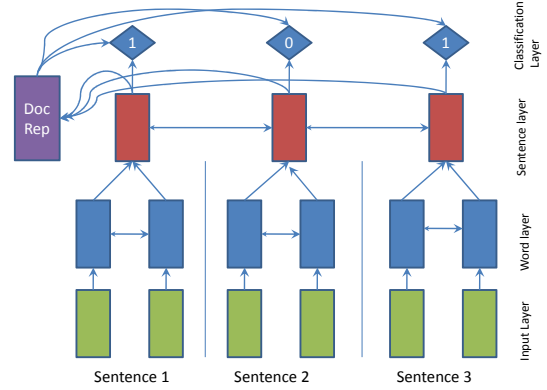 Classification
Layer
1
0
1
Doc
Rep
Sentence layer
Word layer
Input Layer
Sentence 1
Sentence 2
Sentence 3